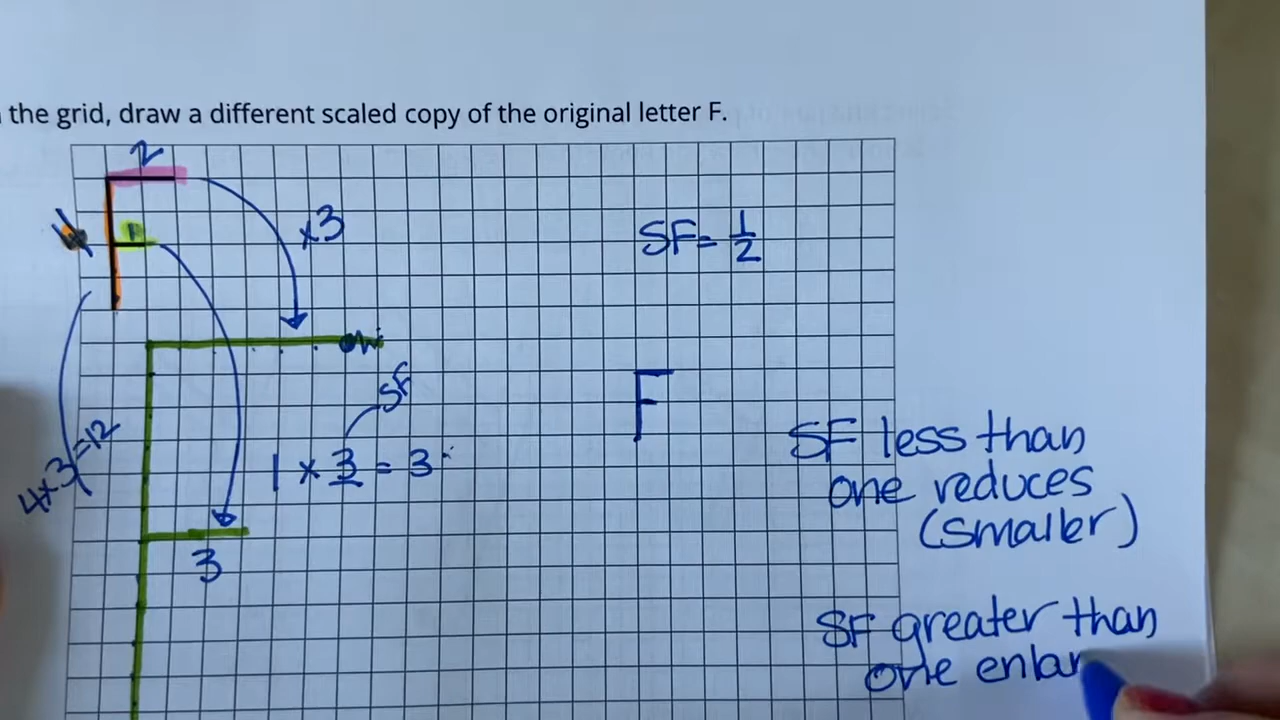 the grid, draw a different scaled copy of the original letter F.
2
x3
SF = 1/2
1
4x3=12
SF
1 x 3 = 3
3
F
SF less than
one reduces
(smaller)
SF greater than
one enlar